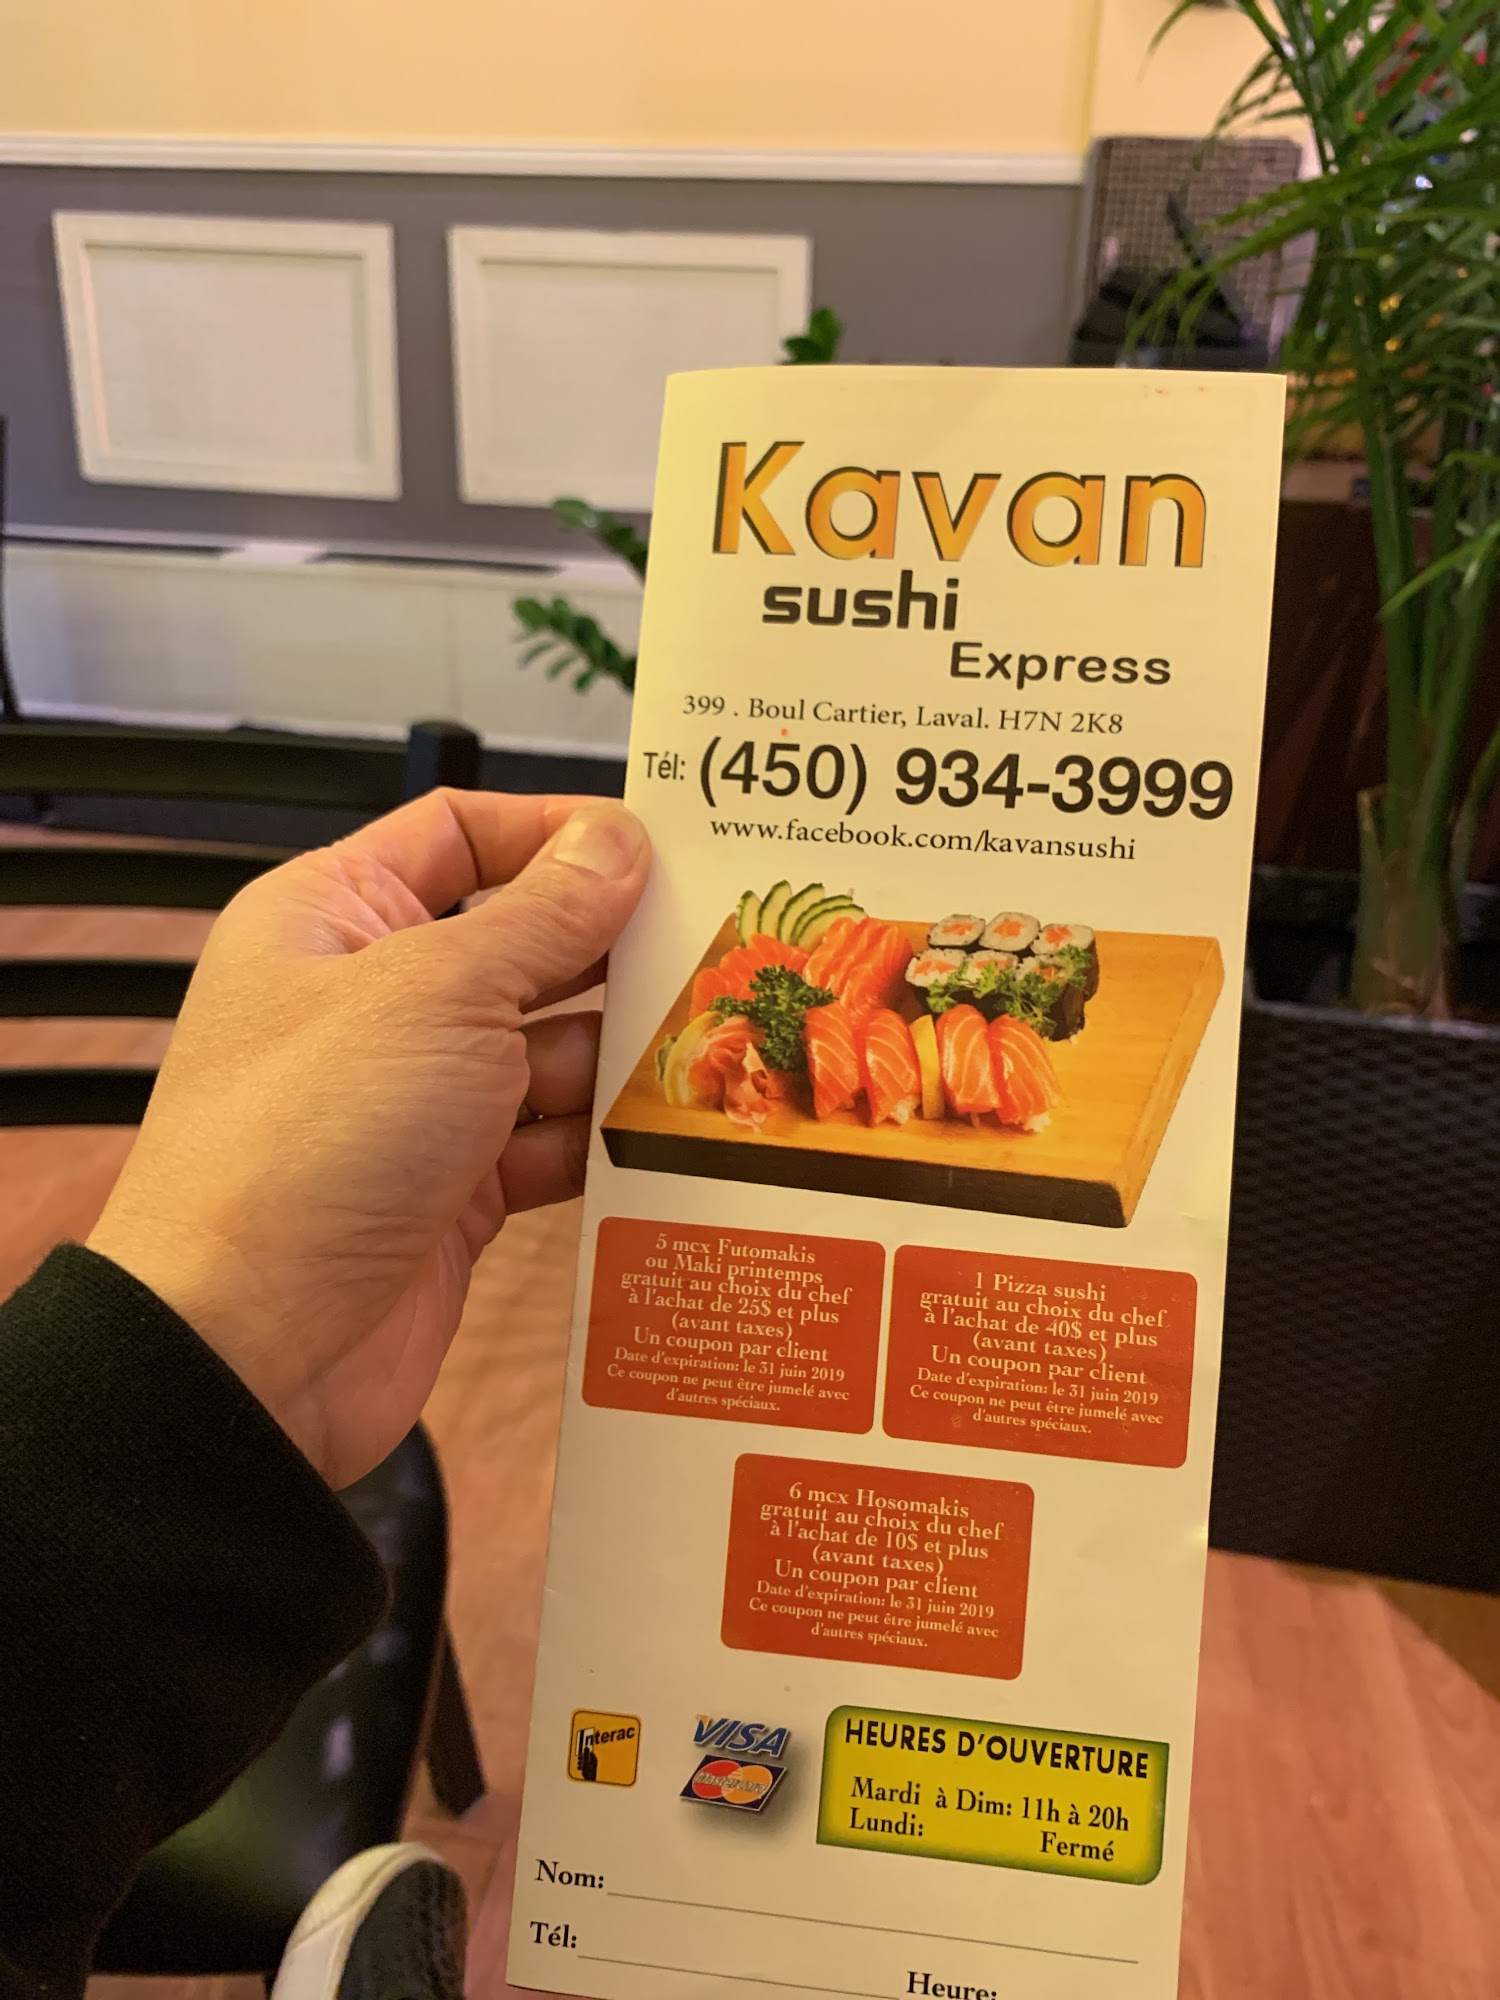 Kavan
sushi
Express
399 . Boul Cartier, Laval. H7N 2K8
Tél: (450) 934-3999
www.facebook.com/kavansushi
5 mcx Futomakis
ou Maki printemps
gratuit au choix du chef
à l'achat de 25$ et plus
(avant taxes)
Un coupon par client
Date d'expiration: le 31 juin 2019
Ce coupon ne peut être jumelé avec
d'autres spéciaux.
1 Pizza sushi
gratuit au choix du chef
à l'achat de 40$ et plus
(avant taxes)
Un coupon par client
Date d'expiration: le 31 juin 2019
Ce coupon ne peut être jumelé avec
d'autres spéciaux.
6 mcx Hosomakis
gratuit au choix du chef
à l'achat de 10$ et plus
(avant taxes)
Un coupon par client
Date d'expiration: le 31 juin 2019
Ce coupon ne peut être jumelé avec
d'autres spéciaux.
Interac
VISA
MasterCard
HEURES D'OUVERTURE
Mardi à Dim: 11h à 20h
Lundi: Fermé
Nom:
Tél:
Heure: